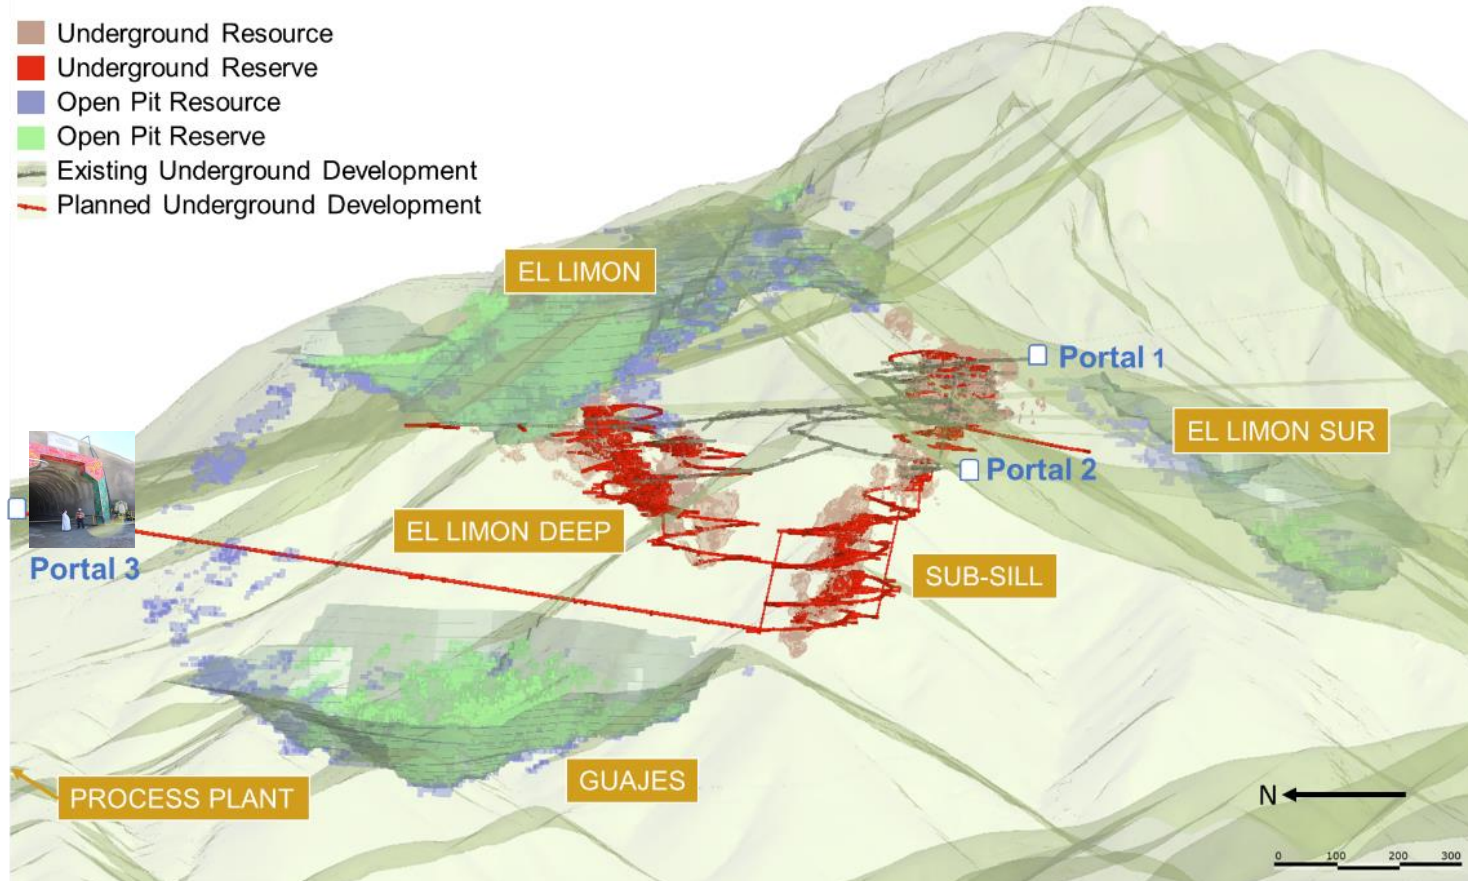 Underground Resource
Underground Reserve
Open Pit Resource
Open Pit Reserve
Existing Underground Development
Planned Underground Development
EL LIMON
Portal 1
EL LIMON SUR
Portal 2
EL LIMON DEEP
Portal 3
SUB-SILL
GUAJES
PROCESS PLANT
N
0 100 200 300